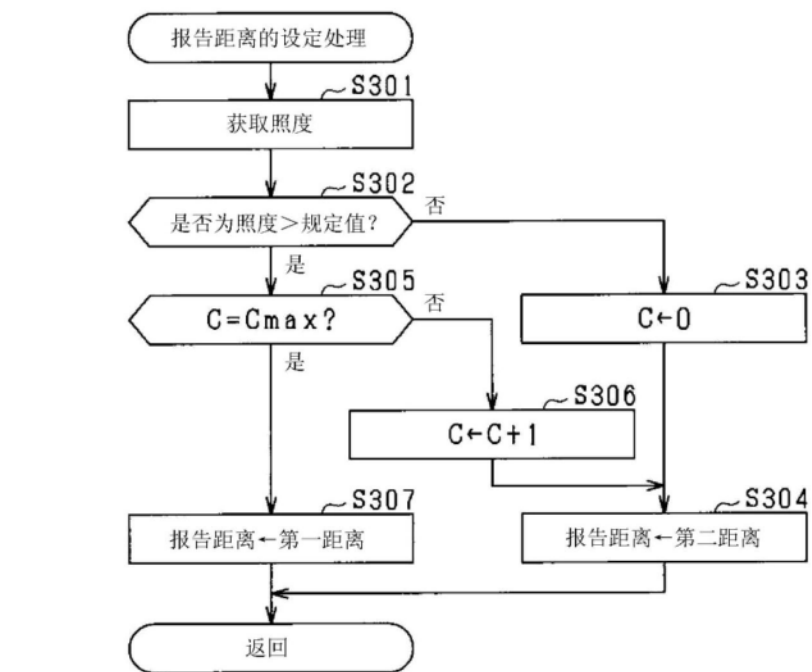 报告距离的设定处理
S301
获取照度
S302
是否为照度>规定值?
否
是
S305
C=Cmax?
否
是
S303
C←0
S306
C←C+1
S307
报告距离←第一距离
S304
报告距离←第二距离
返回